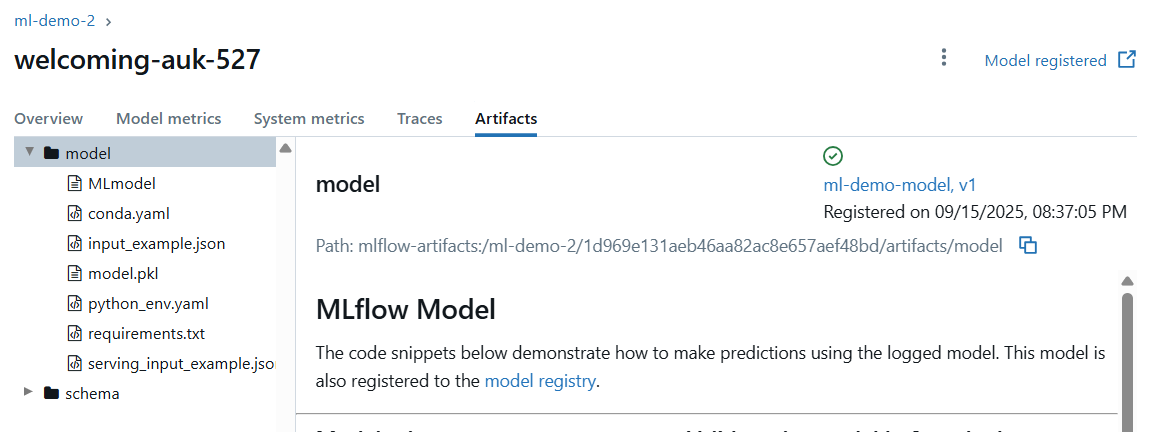 ml-demo-2 ›
welcoming-auk-527
Model registered
Overview Model metrics System metrics Traces Artifacts
model
MLmodel
conda.yaml
input_example.json
model.pkl
python_env.yaml
requirements.txt
serving_input_example.jso
schema
model
ml-demo-model, v1
Registered on 09/15/2025, 08:37:05 PM
Path: mlflow-artifacts:/ml-demo-2/1d969e131aeb46aa82ac8e657aef48bd/artifacts/model
MLflow Model
The code snippets below demonstrate how to make predictions using the logged model. This model is
also registered to the model registry.